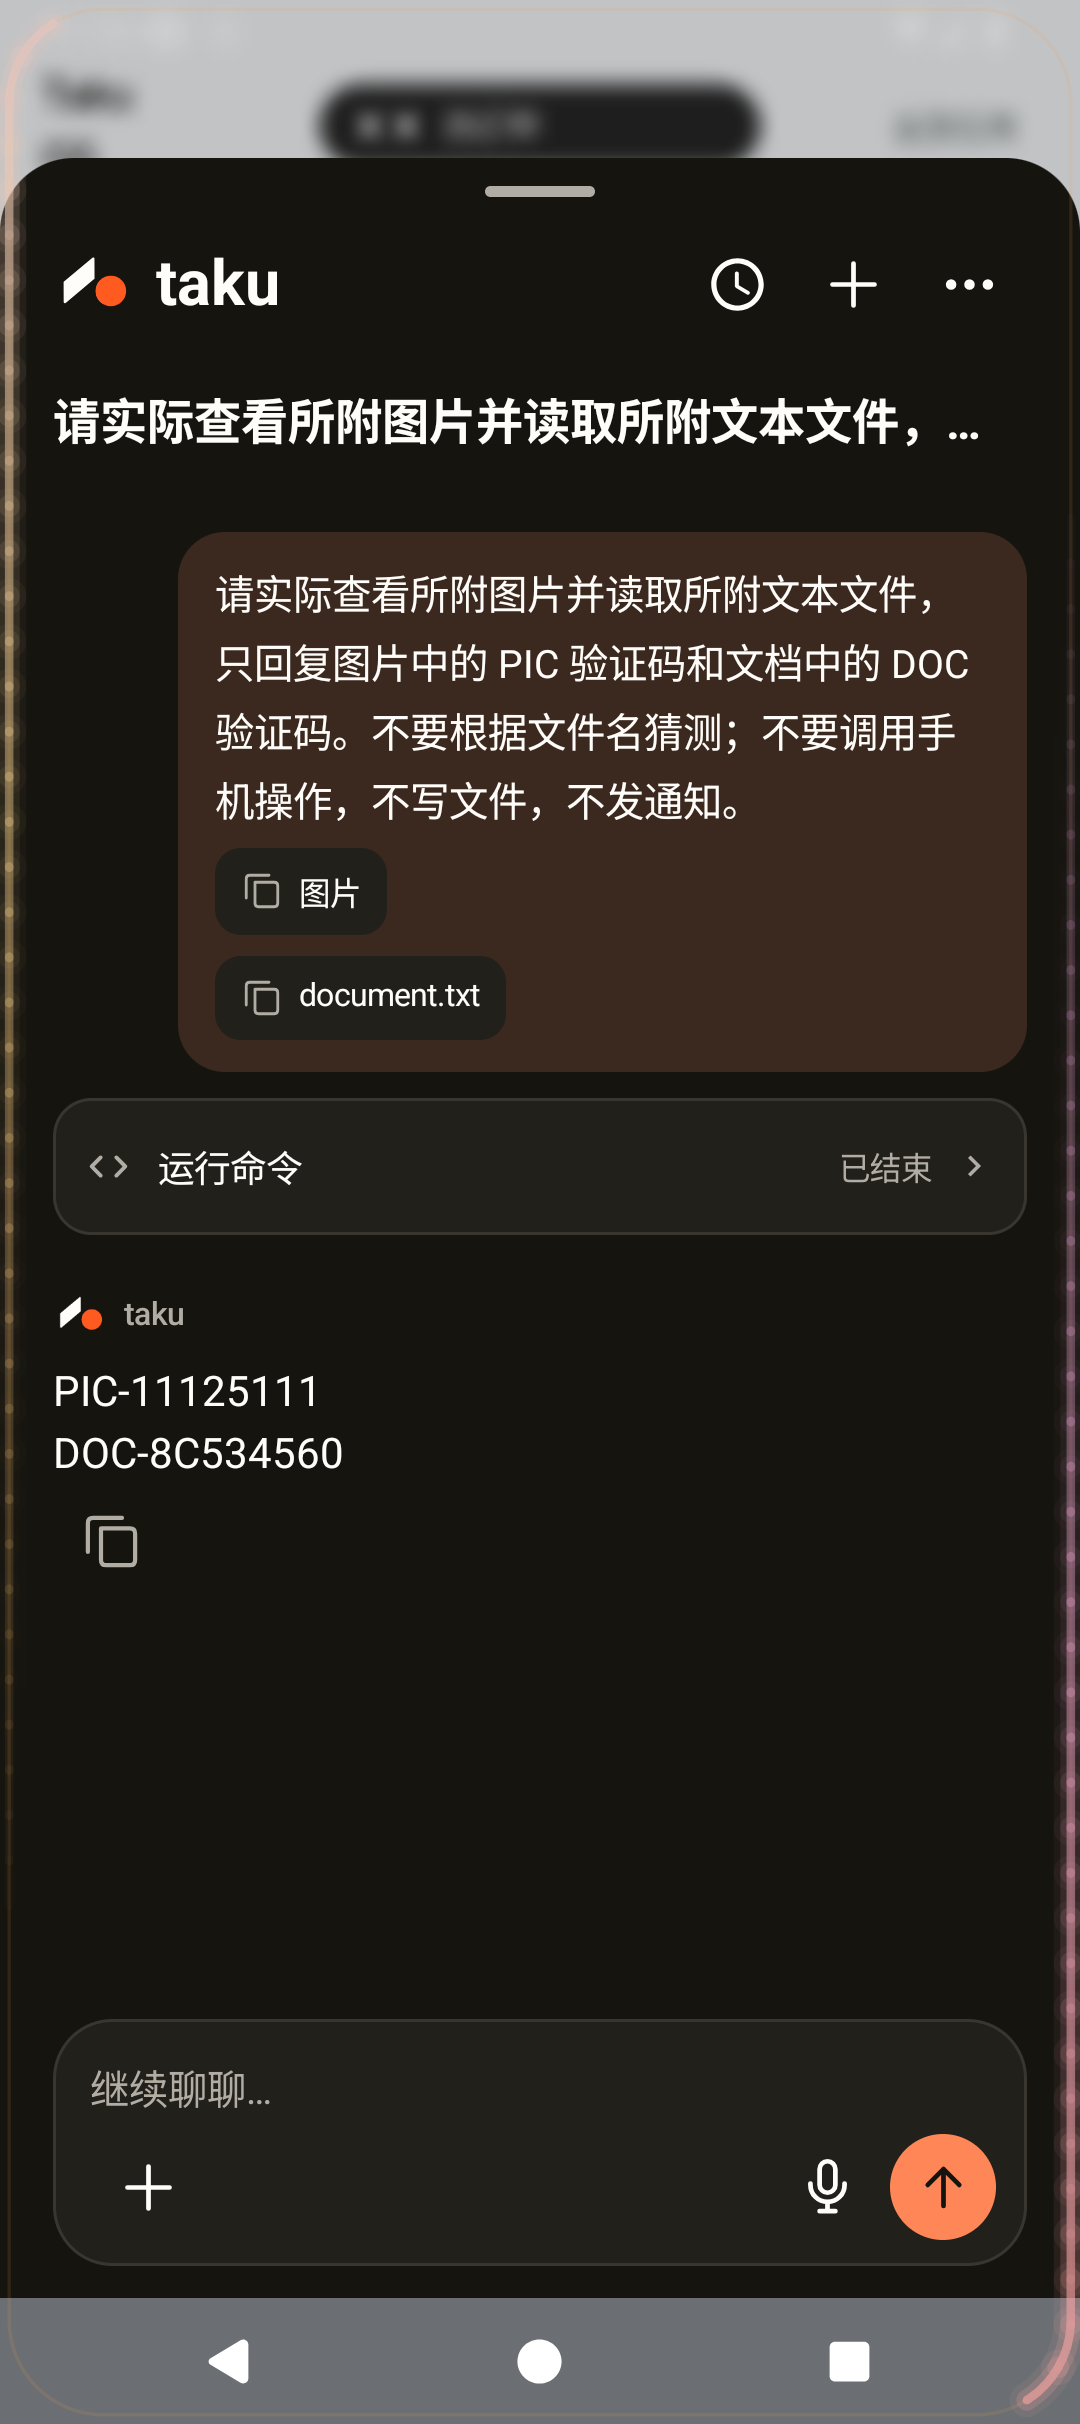 Taku
taku
请实际查看所附图片并读取所附文本文件，...
请实际查看所附图片并读取所附文本文件，
只回复图片中的 PIC 验证码和文档中的 DOC
验证码。不要根据文件名猜测；不要调用手
机操作，不写文件，不发通知。
图片
document.txt
运行命令
已结束
taku
PIC-11125111
DOC-8C534560
继续聊聊...